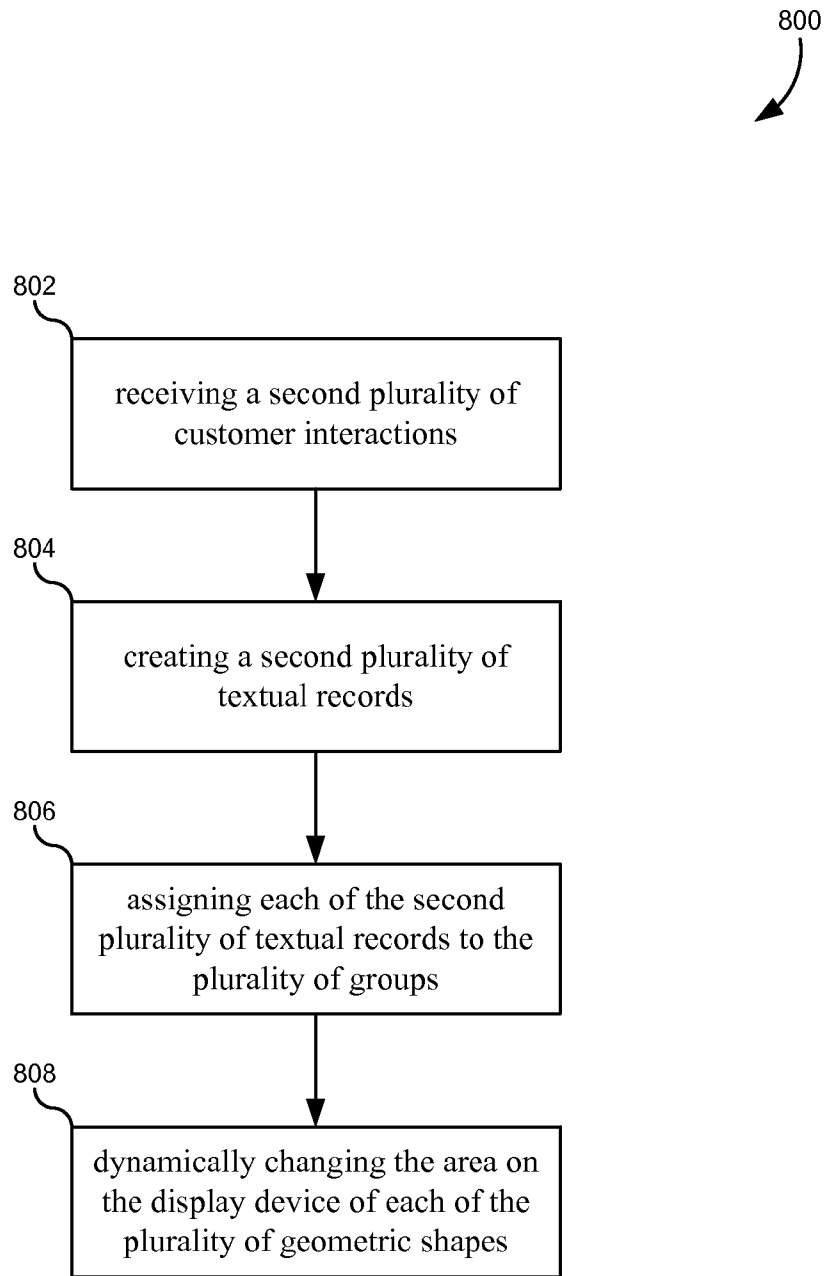 800
802
receiving a second plurality of
customer interactions
804
creating a second plurality of
textual records
806
assigning each of the second
plurality of textual records to the
plurality of groups
808
dynamically changing the area on
the display device of each of the
plurality of geometric shapes